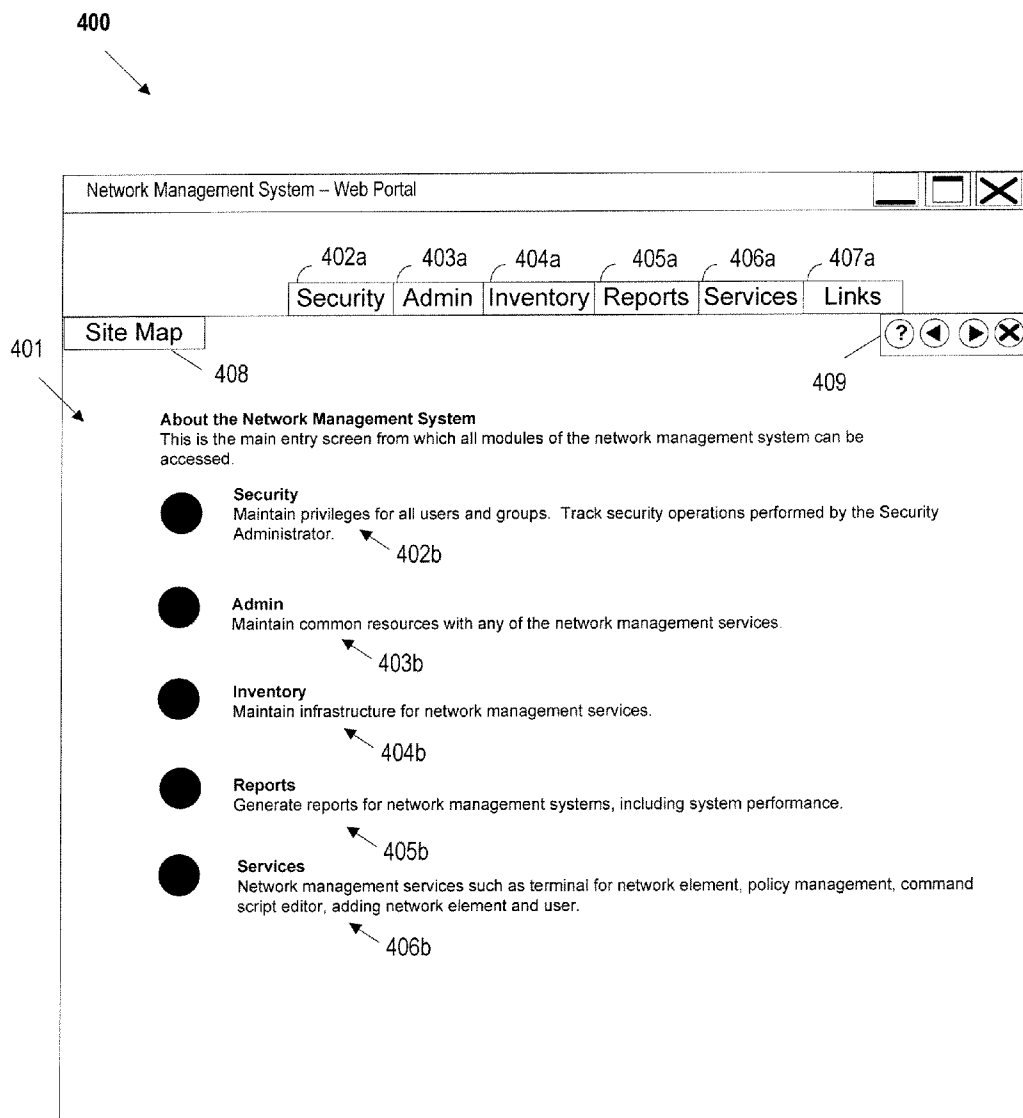 400
Network Management System – Web Portal
402a 403a 404a 405a 406a 407a
Security Admin Inventory Reports Services Links
Site Map ?
401
408
409
About the Network Management System
This is the main entry screen from which all modules of the network management system can be
accessed.
Security
Maintain privileges for all users and groups. Track security operations performed by the Security
Administrator.
402b
Admin
Maintain common resources with any of the network management services.
403b
Inventory
Maintain infrastructure for network management services.
404b
Reports
Generate reports for network management systems, including system performance.
405b
Services
Network management services such as terminal for network element, policy management, command
script editor, adding network element and user.
406b